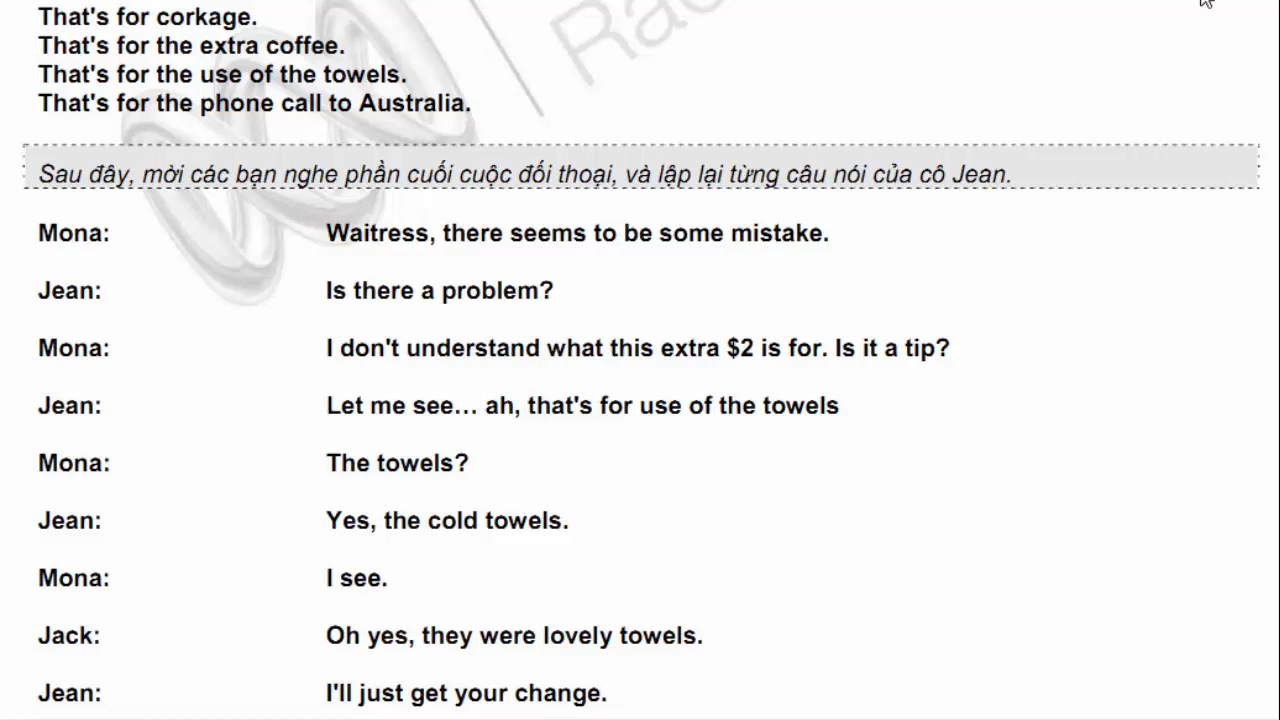 That's for corkage.
That's for the extra coffee.
That's for the use of the towels.
That's for the phone call to Australia.
Sau đây, mời các bạn nghe phần cuối cuộc đối thoại, và lập lại từng câu nói của cô Jean.
Mona: Waitress, there seems to be some mistake.
Jean: Is there a problem?
Mona: I don't understand what this extra $2 is for. Is it a tip?
Jean: Let me see… ah, that's for use of the towels
Mona: The towels?
Jean: Yes, the cold towels.
Mona: I see.
Jack: Oh yes, they were lovely towels.
Jean: I'll just get your change.